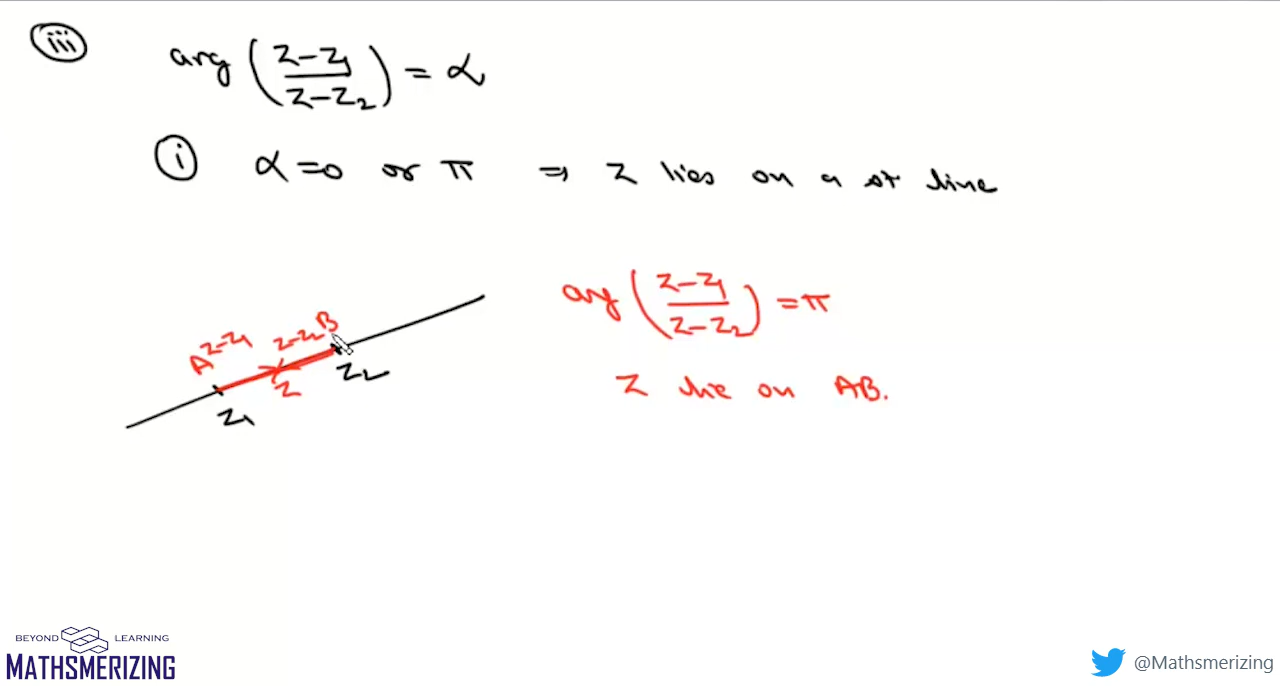 iii
arg ( z-z₁ / z-z₂ ) = α
i α=0 or π ⇒ z lies on a st line
arg ( z-z₁ / z-z₂ ) = π
A z-z₁ z-z₂ B
z₁ z z₂
z lie on AB.
BEYOND LEARNING
MATHSMERIZING
@Mathsmerizing